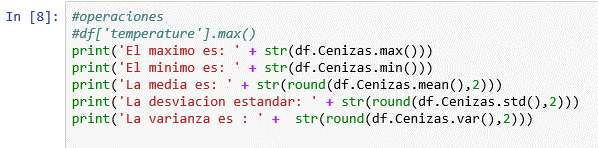 In [8]: #operaciones
#df['temperature'].max()
print('El maximo es: ' + str(df.Cenizas.max()))
print('El minimo es: ' + str(df.Cenizas.min()))
print('La media es: ' + str(round(df.Cenizas.mean(),2)))
print('La desviacion estandar: ' + str(round(df.Cenizas.std(),2)))
print('La varianza es : ' +  str(round(df.Cenizas.var(),2)))